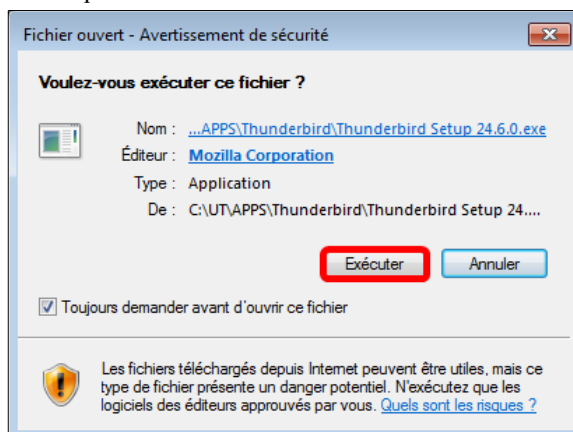 Fichier ouvert - Avertissement de sécurité
Voulez-vous exécuter ce fichier ?
Nom : ...APPS\Thunderbird\Thunderbird Setup 24.6.0.exe
Éditeur : Mozilla Corporation
Type : Application
De : C:\UT\APPS\Thunderbird\Thunderbird Setup 24....
Exécuter Annuler
Toujours demander avant d'ouvrir ce fichier
Les fichiers téléchargés depuis Internet peuvent être utiles, mais ce
type de fichier présente un danger potentiel. N'exécutez que les
logiciels des éditeurs approuvés par vous. Quels sont les risques ?